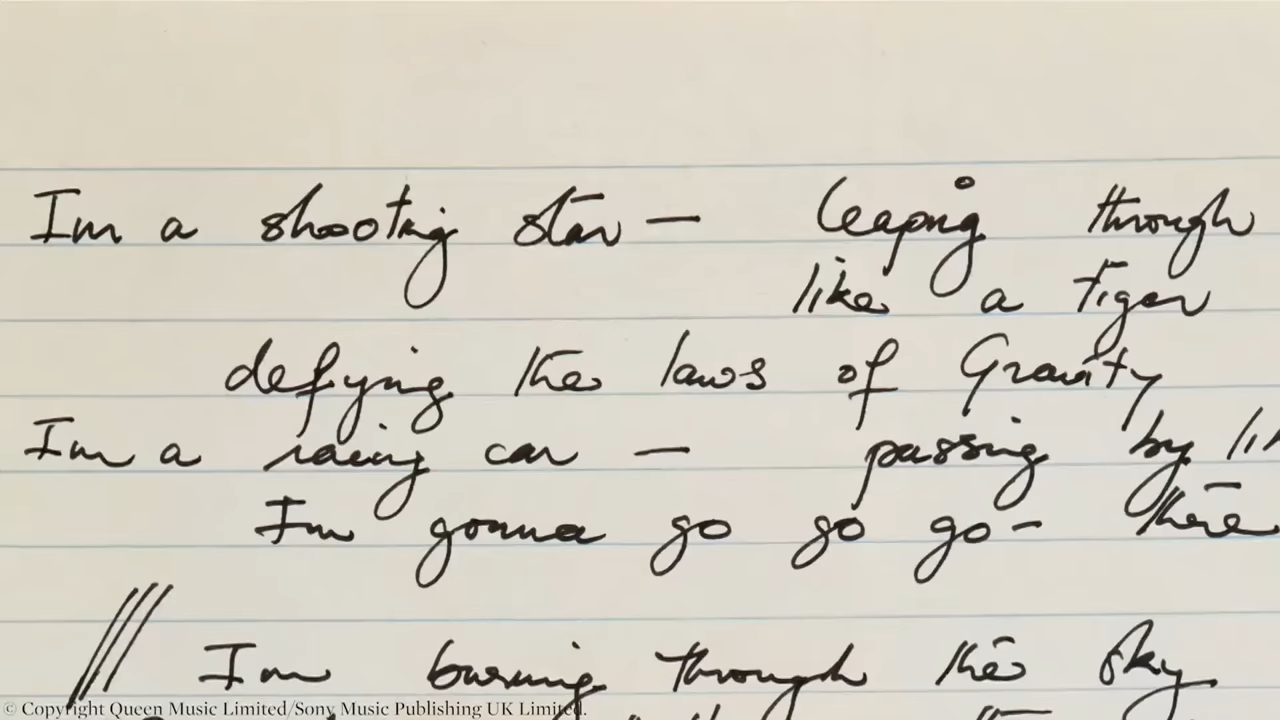 Im a shooting star — leaping through
like a tiger
defying the laws of Gravity
Im a racing car — passing by
Im gonna go go go - there
Im burning through the sky
© Copyright Queen Music Limited/Sony Music Publishing UK Limited.